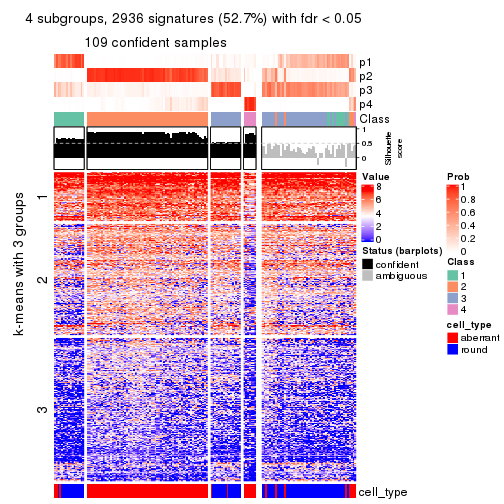 4 subgroups, 2936 signatures (52.7%) with fdr < 0.05
109 confident samples
p1
p2
p3
p4
Class
1
0.5
0
Silhouette
score
k-means with 3 groups
1
2
3
cell_type
Value
8
6
4
2
0
Status (barplots)
confident
ambiguous
Prob
1
0.8
0.6
0.4
0.2
0
Class
1
2
3
4
cell_type
aberrant
round